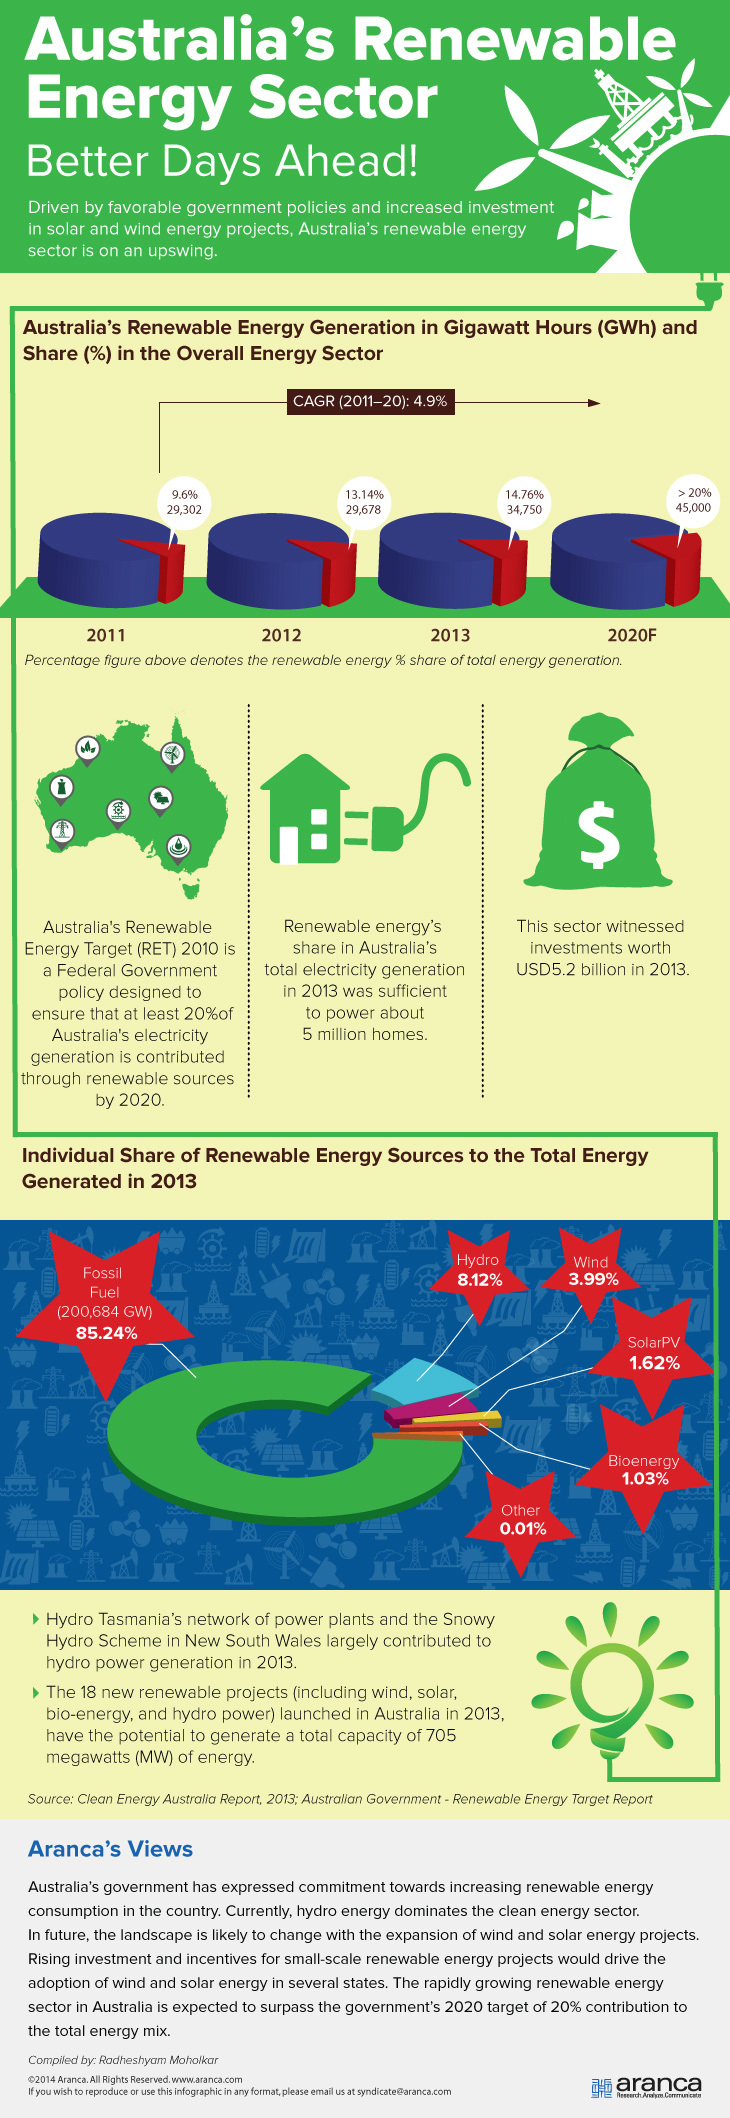 Australia's Renewable
Energy Sector
Better Days Ahead!
Driven by favorable government policies and increased investment
in solar and wind energy projects, Australia's renewable energy
sector is on an upswing.
Australia's Renewable Energy Generation in Gigawatt Hours (GWh) and
Share (%) in the Overall Energy Sector
CAGR (2011–20): 4.9%
9.6%
29,302
13.14%
29,678
14.76%
34,750
> 20%
45,000
2011
2012
2013
2020F
Percentage figure above denotes the renewable energy % share of total energy generation.
Australia's Renewable
Energy Target (RET) 2010 is
a Federal Government
policy designed to
ensure that at least 20%of
Australia's electricity
generation is contributed
through renewable sources
by 2020.
Renewable energy's
share in Australia's
total electricity generation
in 2013 was sufficient
to power about
5 million homes.
$
This sector witnessed
investments worth
USD5.2 billion in 2013.
Individual Share of Renewable Energy Sources to the Total Energy
Generated in 2013
Fossil
Fuel
(200,684 GW)
85.24%
Hydro
8.12%
Wind
3.99%
SolarPV
1.62%
Bioenergy
1.03%
Other
0.01%
Hydro Tasmania's network of power plants and the Snowy
Hydro Scheme in New South Wales largely contributed to
hydro power generation in 2013.
The 18 new renewable projects (including wind, solar,
bio-energy, and hydro power) launched in Australia in 2013,
have the potential to generate a total capacity of 705
megawatts (MW) of energy.
Source: Clean Energy Australia Report, 2013; Australian Government - Renewable Energy Target Report
Aranca's Views
Australia's government has expressed commitment towards increasing renewable energy
consumption in the country. Currently, hydro energy dominates the clean energy sector.
In future, the landscape is likely to change with the expansion of wind and solar energy projects.
Rising investment and incentives for small-scale renewable energy projects would drive the
adoption of wind and solar energy in several states. The rapidly growing renewable energy
sector in Australia is expected to surpass the government's 2020 target of 20% contribution to
the total energy mix.
Compiled by: Radheshyam Moholkar
©2014 Aranca. All Rights Reserved. www.aranca.com
If you wish to reproduce or use this infographic in any format, please email us at syndicate@aranca.com
aranca
Research.Analyze.Communicate